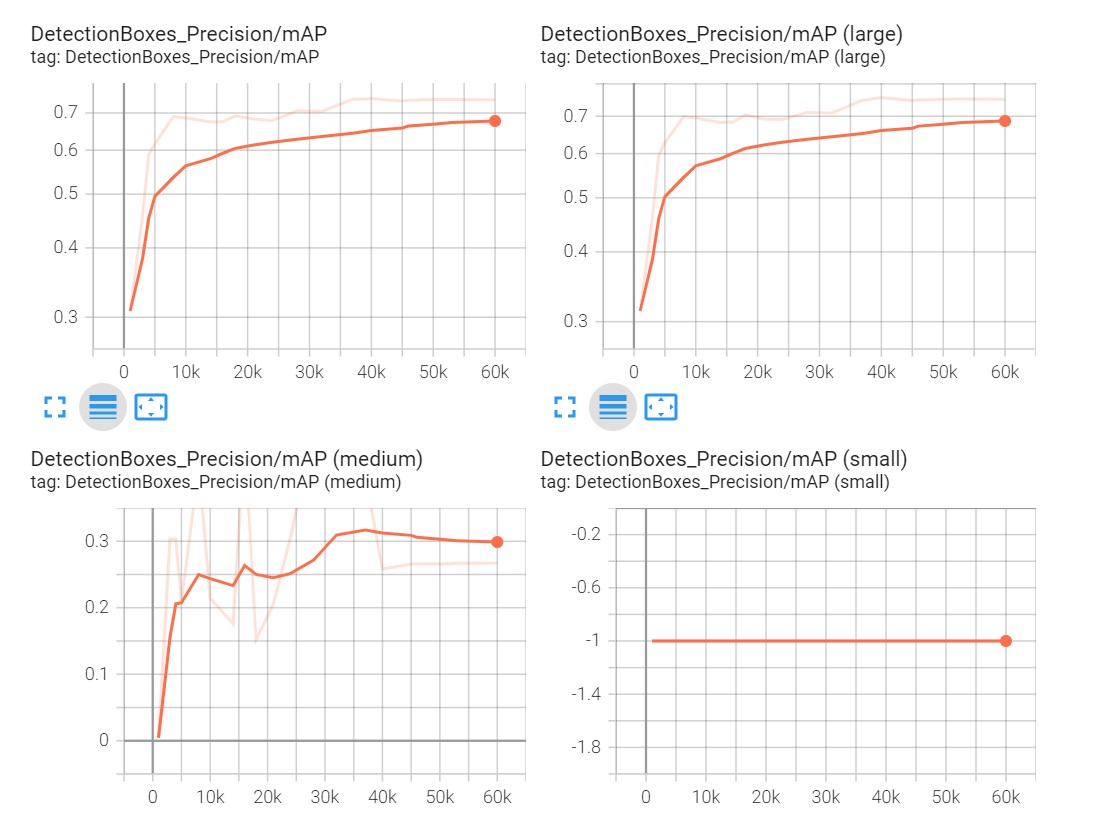 DetectionBoxes_Precision/mAP
tag: DetectionBoxes_Precision/mAP
0.7
0.6
0.5
0.4
0.3
0 10k 20k 30k 40k 50k 60k
DetectionBoxes_Precision/mAP (large)
tag: DetectionBoxes_Precision/mAP (large)
0.7
0.6
0.5
0.4
0.3
0 10k 20k 30k 40k 50k 60k
DetectionBoxes_Precision/mAP (medium)
tag: DetectionBoxes_Precision/mAP (medium)
0.3
0.2
0.1
0
0 10k 20k 30k 40k 50k 60k
DetectionBoxes_Precision/mAP (small)
tag: DetectionBoxes_Precision/mAP (small)
-0.2
-0.6
-1
-1.4
-1.8
0 10k 20k 30k 40k 50k 60k